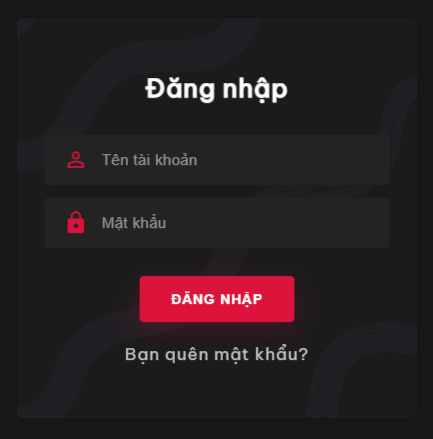 Đăng nhập
Tên tài khoản
Mật khẩu
ĐĂNG NHẬP
Bạn quên mật khẩu?